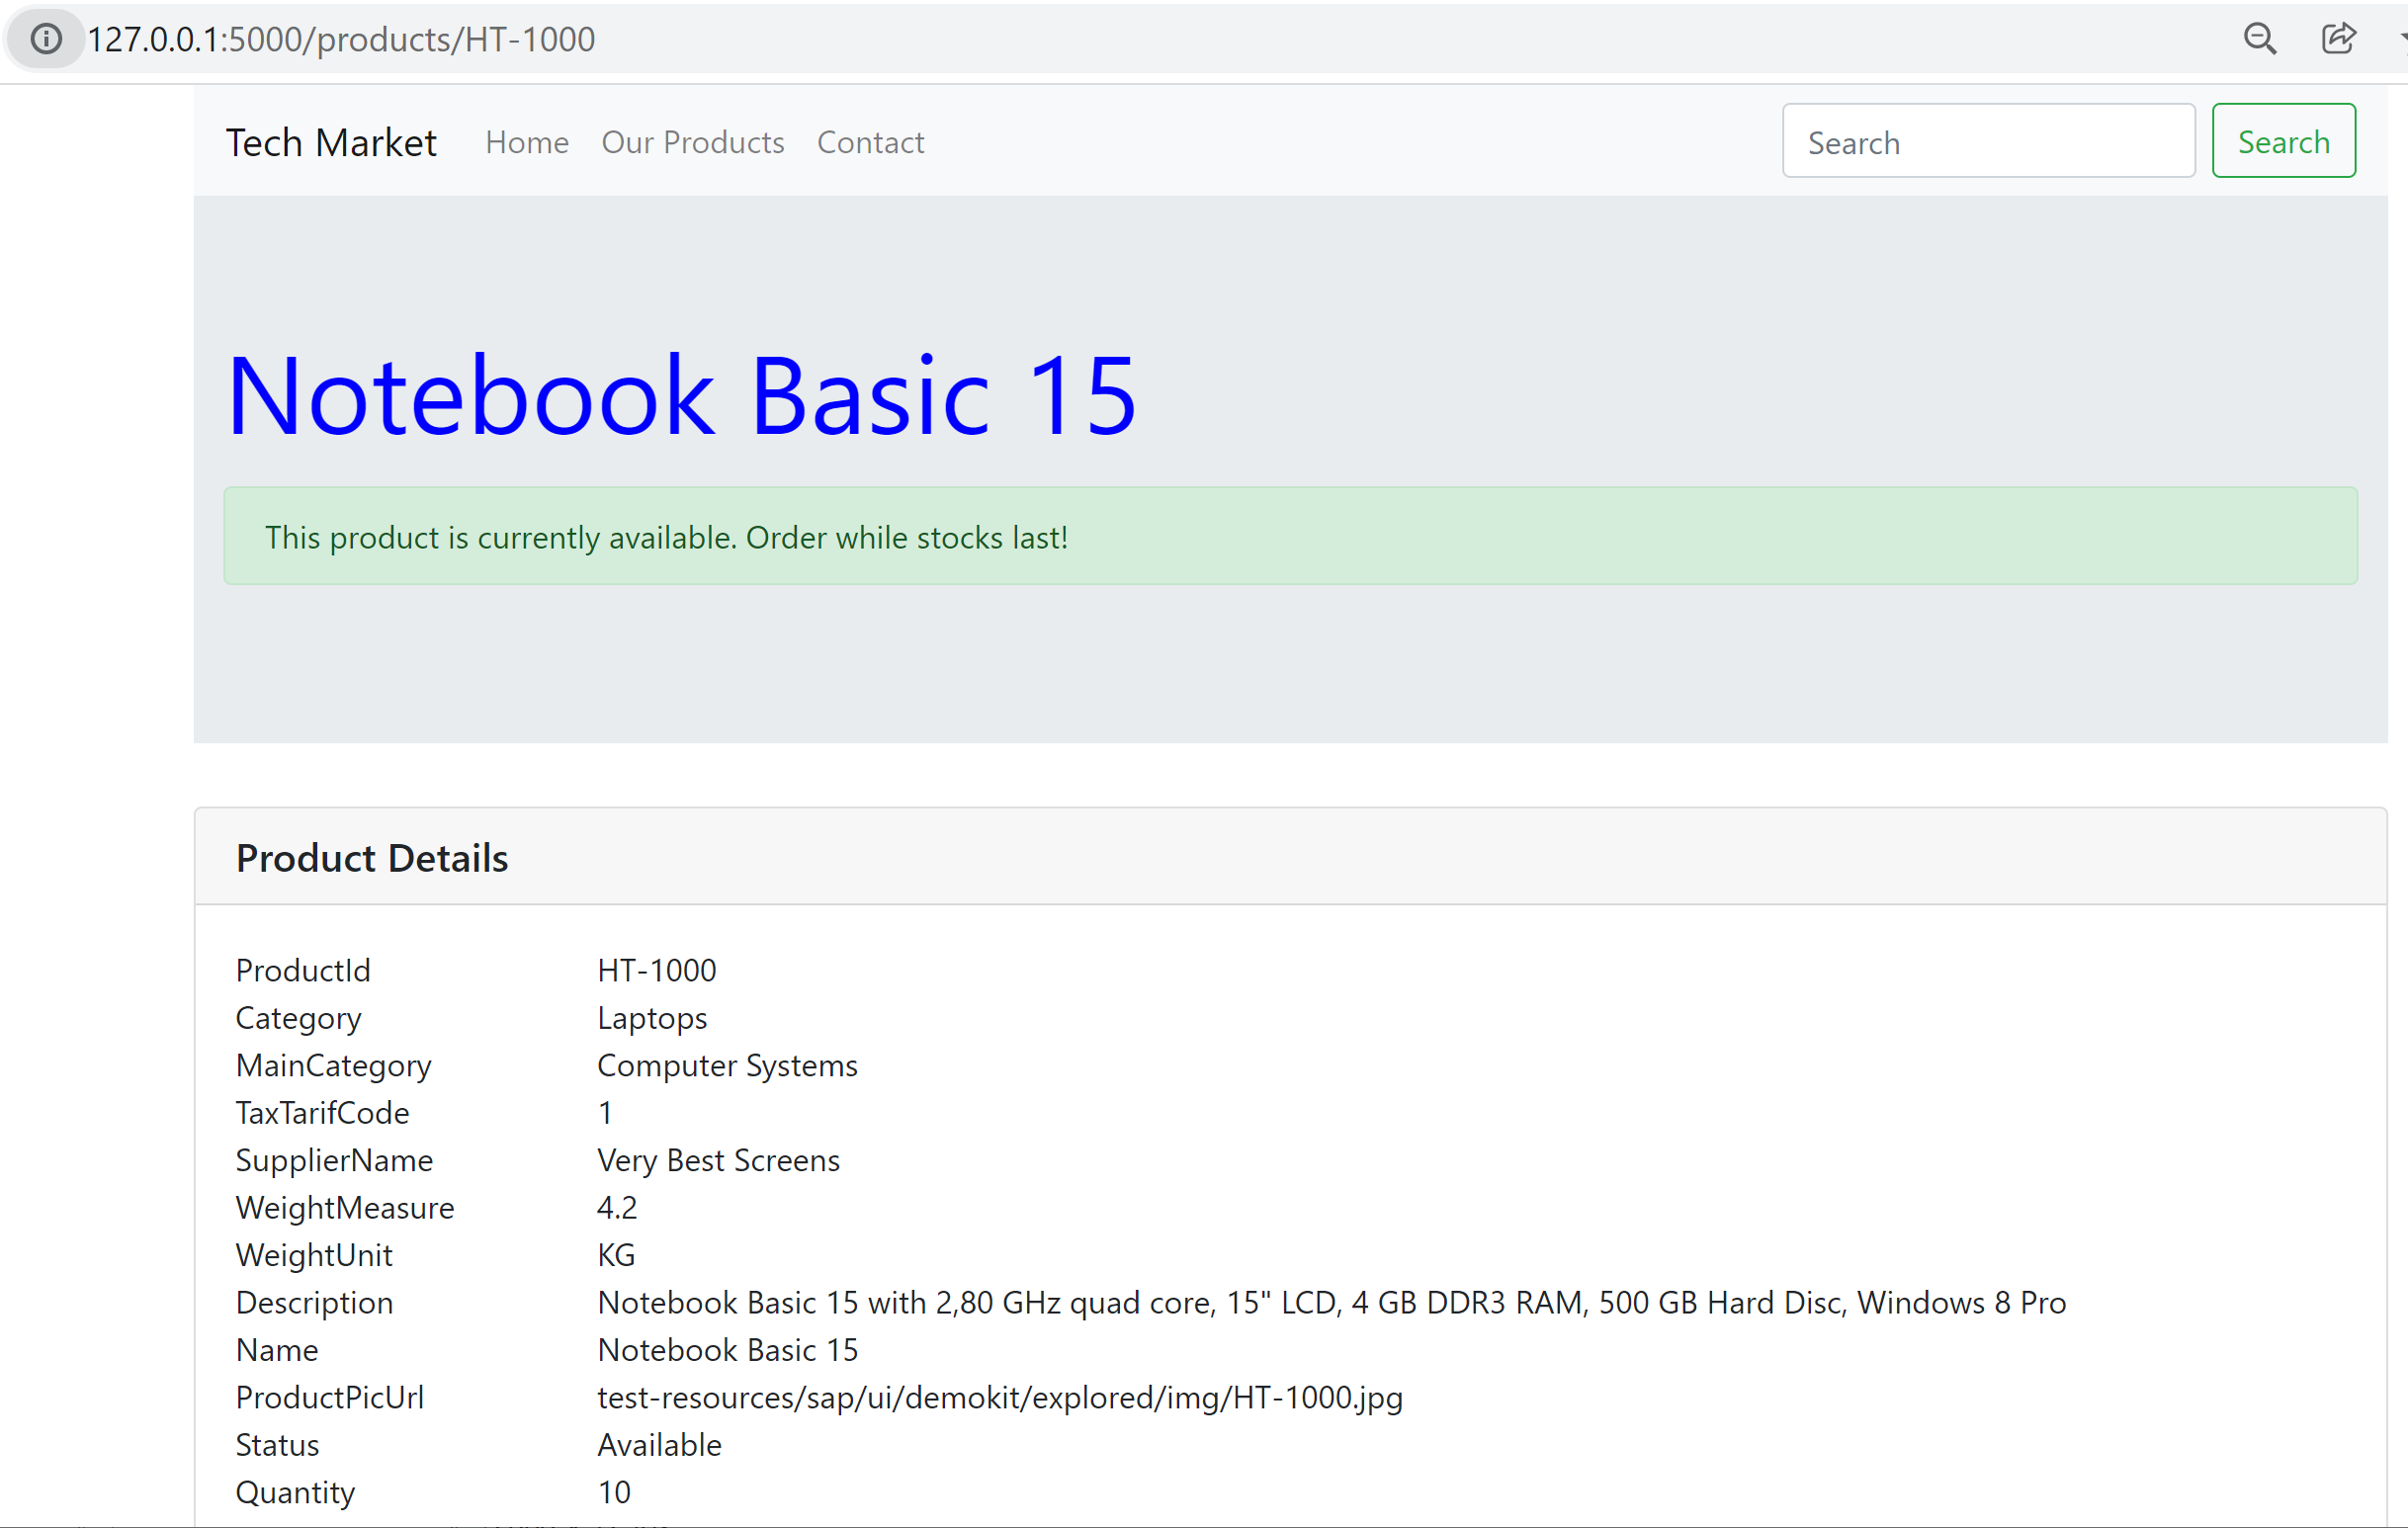 127.0.0.1:5000/products/HT-1000
Tech Market Home Our Products Contact Search Search
Notebook Basic 15
This product is currently available. Order while stocks last!
Product Details
ProductId HT-1000
Category Laptops
MainCategory Computer Systems
TaxTarifCode 1
SupplierName Very Best Screens
WeightMeasure 4.2
WeightUnit KG
Description Notebook Basic 15 with 2,80 GHz quad core, 15" LCD, 4 GB DDR3 RAM, 500 GB Hard Disc, Windows 8 Pro
Name Notebook Basic 15
ProductPicUrl test-resources/sap/ui/demokit/explored/img/HT-1000.jpg
Status Available
Quantity 10